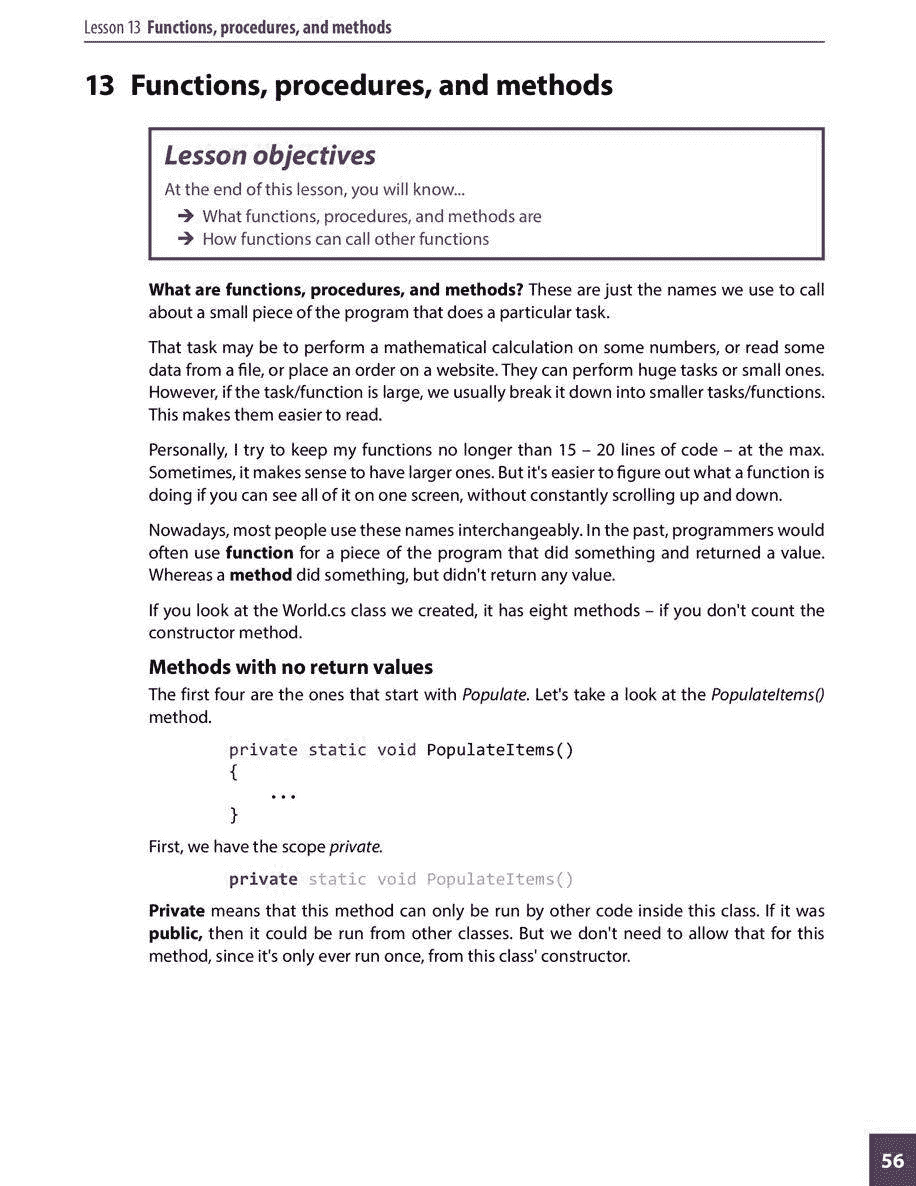 Lesson 13 Functions, procedures, and methods
13 Functions, procedures, and methods
Lesson objectives
At the end of this lesson, you will know...
➔ What functions, procedures, and methods are
➔ How functions can call other functions
What are functions, procedures, and methods? These are just the names we use to call
about a small piece of the program that does a particular task.
That task may be to perform a mathematical calculation on some numbers, or read some
data from a file, or place an order on a website. They can perform huge tasks or small ones.
However, if the task/function is large, we usually break it down into smaller tasks/functions.
This makes them easier to read.
Personally, I try to keep my functions no longer than 15 – 20 lines of code – at the max.
Sometimes, it makes sense to have larger ones. But it's easier to figure out what a function is
doing if you can see all of it on one screen, without constantly scrolling up and down.
Nowadays, most people use these names interchangeably. In the past, programmers would
often use function for a piece of the program that did something and returned a value.
Whereas a method did something, but didn't return any value.
If you look at the World.cs class we created, it has eight methods – if you don't count the
constructor method.
Methods with no return values
The first four are the ones that start with Populate. Let's take a look at the PopulateItems()
method.
private static void PopulateItems()
{
...
}
First, we have the scope private.
private static void PopulateItems()
Private means that this method can only be run by other code inside this class. If it was
public, then it could be run from other classes. But we don't need to allow that for this
method, since it's only ever run once, from this class' constructor.
56